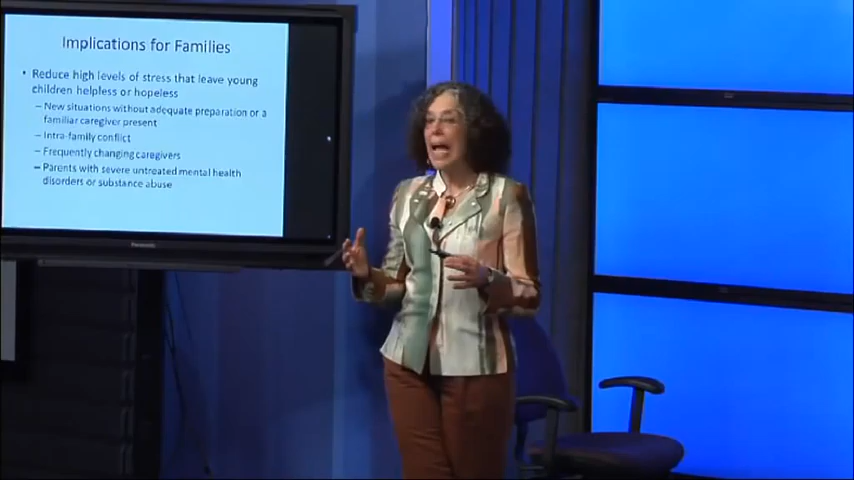 Implications for Families
• Reduce high levels of stress that leave young
children helpless or hopeless
– New situations without adequate preparation or a
familiar caregiver present
– Intra-family conflict
– Frequently changing caregivers
– Parents with severe untreated mental health
disorders or substance abuse
Panasonic